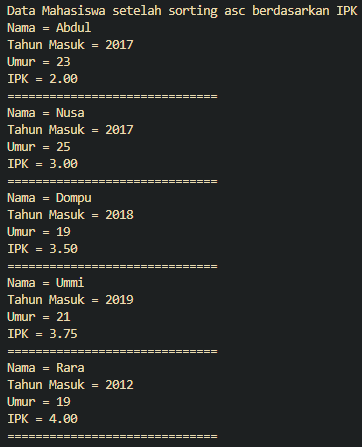 Data Mahasiswa setelah sorting asc berdasarkan IPK
Nama = Abdul
Tahun Masuk = 2017
Umur = 23
IPK = 2.00
==============================
Nama = Nusa
Tahun Masuk = 2017
Umur = 25
IPK = 3.00
==============================
Nama = Dompu
Tahun Masuk = 2018
Umur = 19
IPK = 3.50
==============================
Nama = Ummi
Tahun Masuk = 2019
Umur = 21
IPK = 3.75
==============================
Nama = Rara
Tahun Masuk = 2012
Umur = 19
IPK = 4.00
==============================